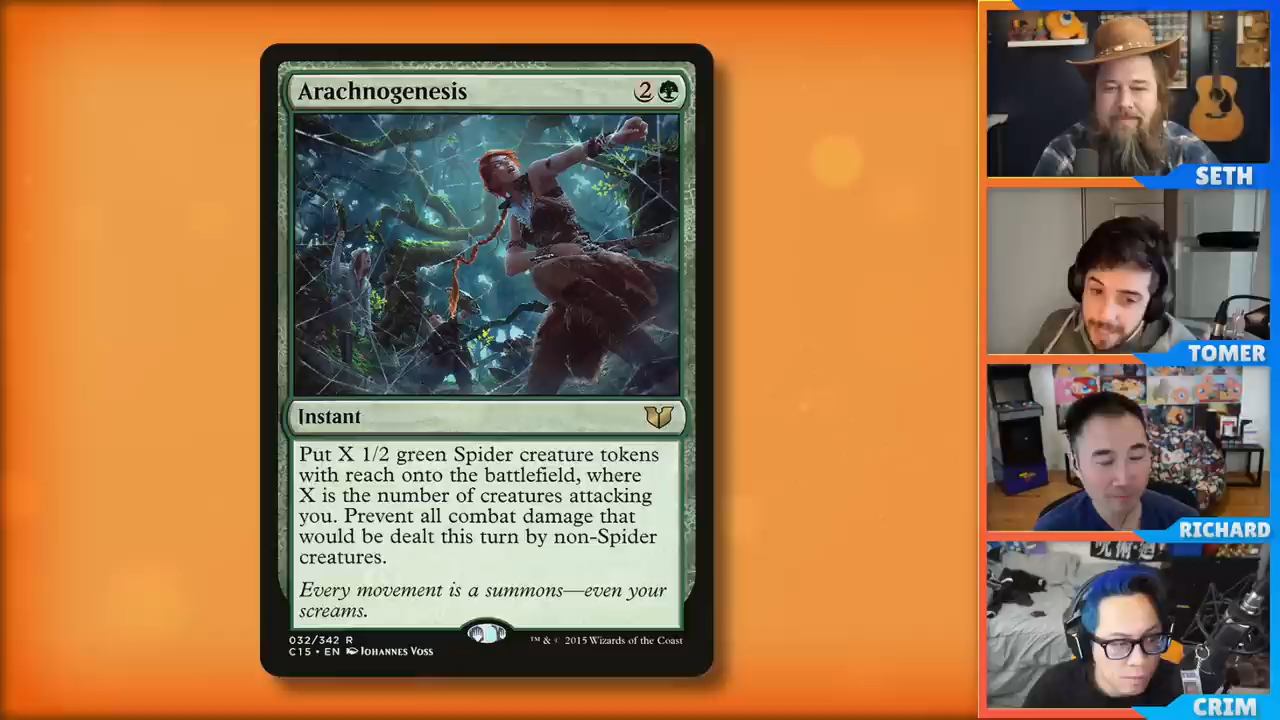 Arachnogenesis
2
Instant
Put X 1/2 green Spider creature tokens
with reach onto the battlefield, where
X is the number of creatures attacking
you. Prevent all combat damage that
would be dealt this turn by non-Spider
creatures.
Every movement is a summons—even your
screams.
032/342 R
C15 • EN Johannes Voss
™ & © 2015 Wizards of the Coast
SETH
TOMER
RICHARD
呪術廻
CRIM